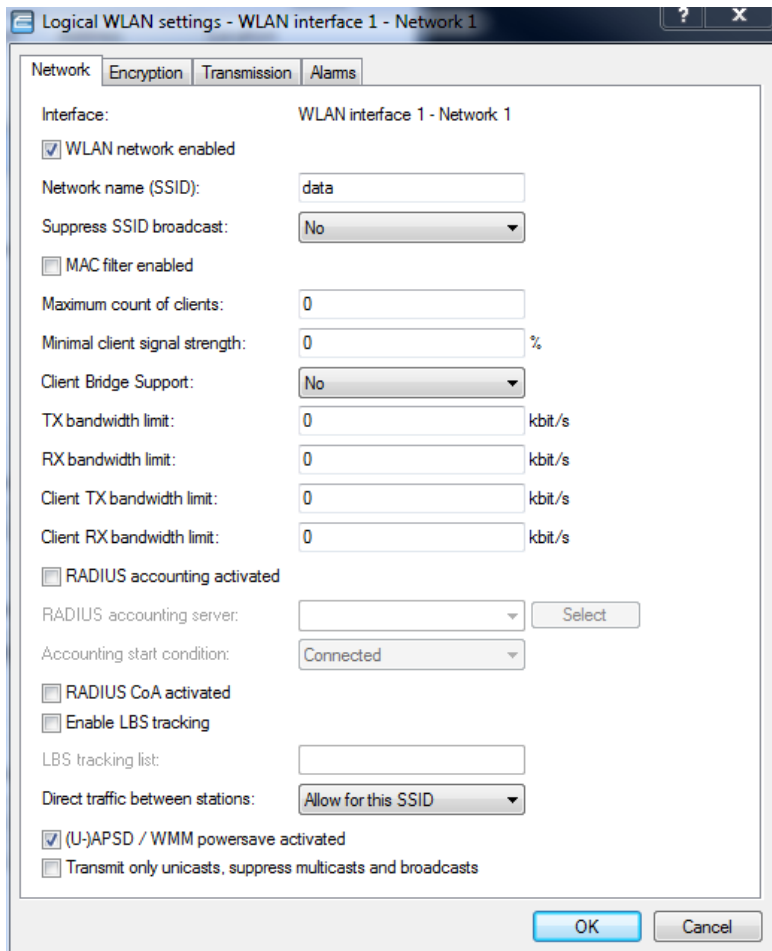 Logical WLAN settings - WLAN interface 1 - Network 1
? x
Network Encryption Transmission Alarms
Interface: WLAN interface 1 - Network 1
WLAN network enabled
Network name (SSID): data
Suppress SSID broadcast: No
MAC filter enabled
Maximum count of clients: 0
Minimal client signal strength: 0 %
Client Bridge Support: No
TX bandwidth limit: 0 kbit/s
RX bandwidth limit: 0 kbit/s
Client TX bandwidth limit: 0 kbit/s
Client RX bandwidth limit: 0 kbit/s
RADIUS accounting activated
RADIUS accounting server: Select
Accounting start condition: Connected
RADIUS CoA activated
Enable LBS tracking
LBS tracking list:
Direct traffic between stations: Allow for this SSID
(U-)APSD / WMM powersave activated
Transmit only unicasts, suppress multicasts and broadcasts
OK Cancel